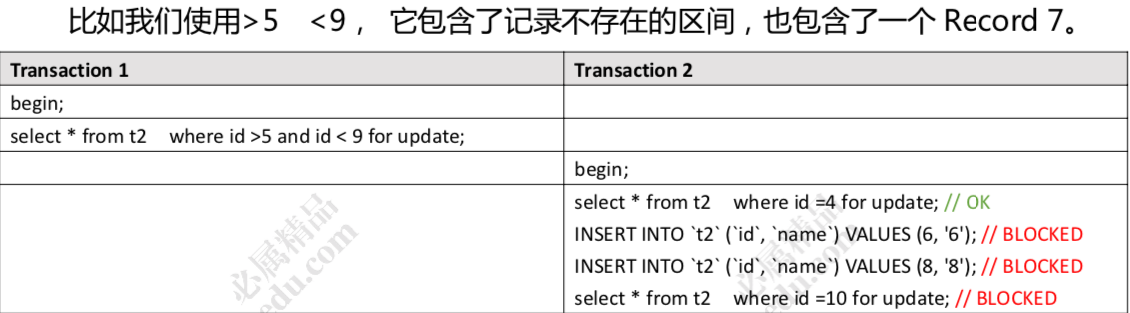 比如我们使用>5 <9， 它包含了记录不存在的区间，也包含了一个 Record 7。
Transaction 1 Transaction 2
begin;
select * from t2 where id >5 and id < 9 for update;
begin;
select * from t2 where id =4 for update; // OK
INSERT INTO `t2` (`id`, `name`) VALUES (6, '6'); // BLOCKED
INSERT INTO `t2` (`id`, `name`) VALUES (8, '8'); // BLOCKED
select * from t2 where id =10 for update; // BLOCKED
必属精品
edu.com
必属精品
edu.com